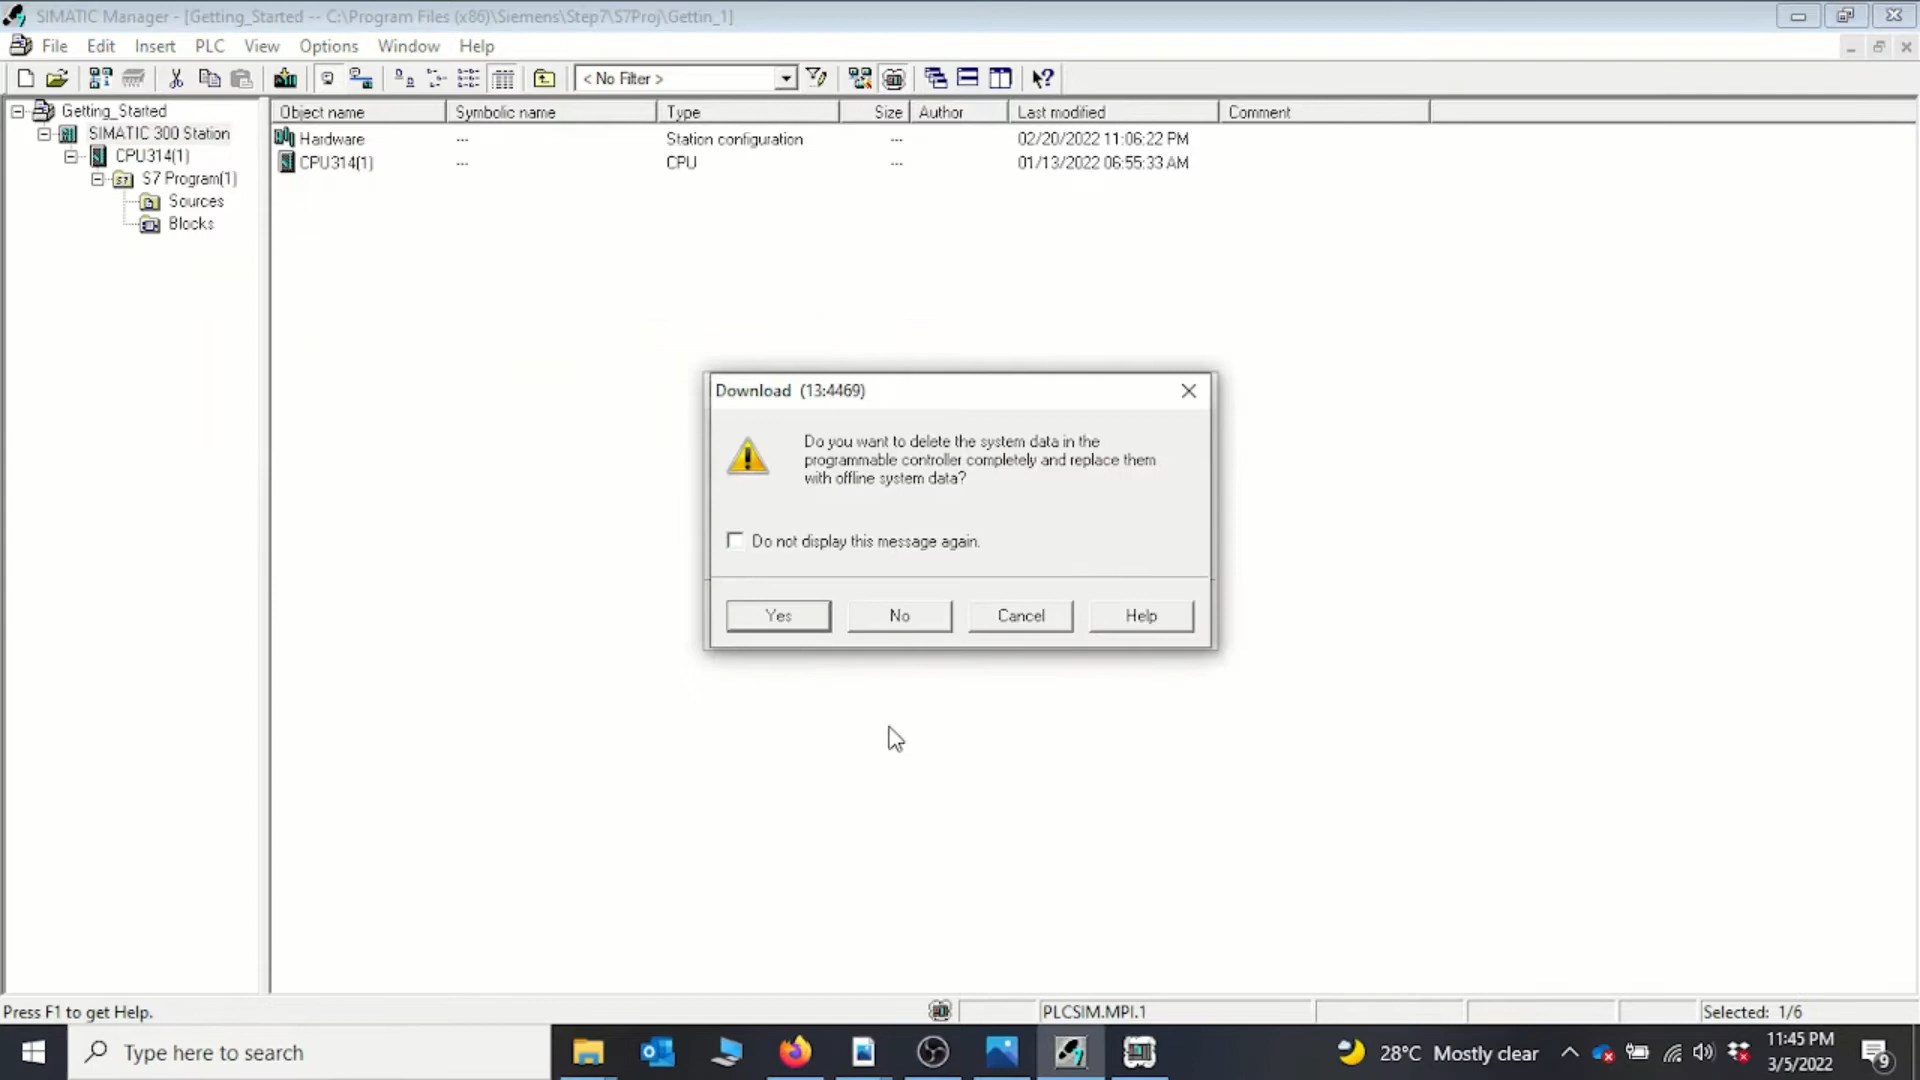 SIMATIC Manager - [Getting_Started -- C:\Program Files (x86)\Siemens\Step7\S7Proj\Gettin_1]
File Edit Insert PLC View Options Window Help
< No Filter >
Getting_Started
SIMATIC 300 Station
CPU314(1)
S7 Program(1)
Sources
Blocks
Object name Symbolic name Type Size Author Last modified Comment
Hardware --- Station configuration --- 02/20/2022 11:06:22 PM
CPU314(1) --- CPU --- 01/13/2022 06:55:33 AM
Download (13:4469)
Do you want to delete the system data in the
programmable controller completely and replace them
with offline system data?
Do not display this message again.
Yes No Cancel Help
Press F1 to get Help.
PLCSIM.MPI.1
Selected: 1/6
Type here to search
28°C Mostly clear
11:45 PM
3/5/2022
9